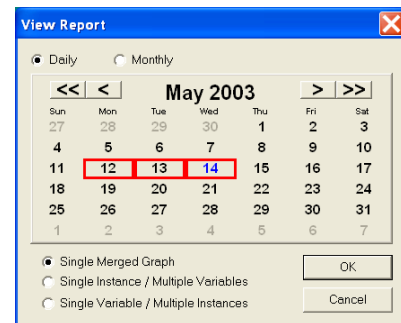 View Report
Daily Monthly
<< < May 2003 > >>
Sun Mon Tue Wed Thu Fri Sat
27 28 29 30 1 2 3
4 5 6 7 8 9 10
11 12 13 14 15 16 17
18 19 20 21 22 23 24
25 26 27 28 29 30 31
1 2 3 4 5 6 7
Single Merged Graph
OK
Single Instance / Multiple Variables
Single Variable / Multiple Instances
Cancel